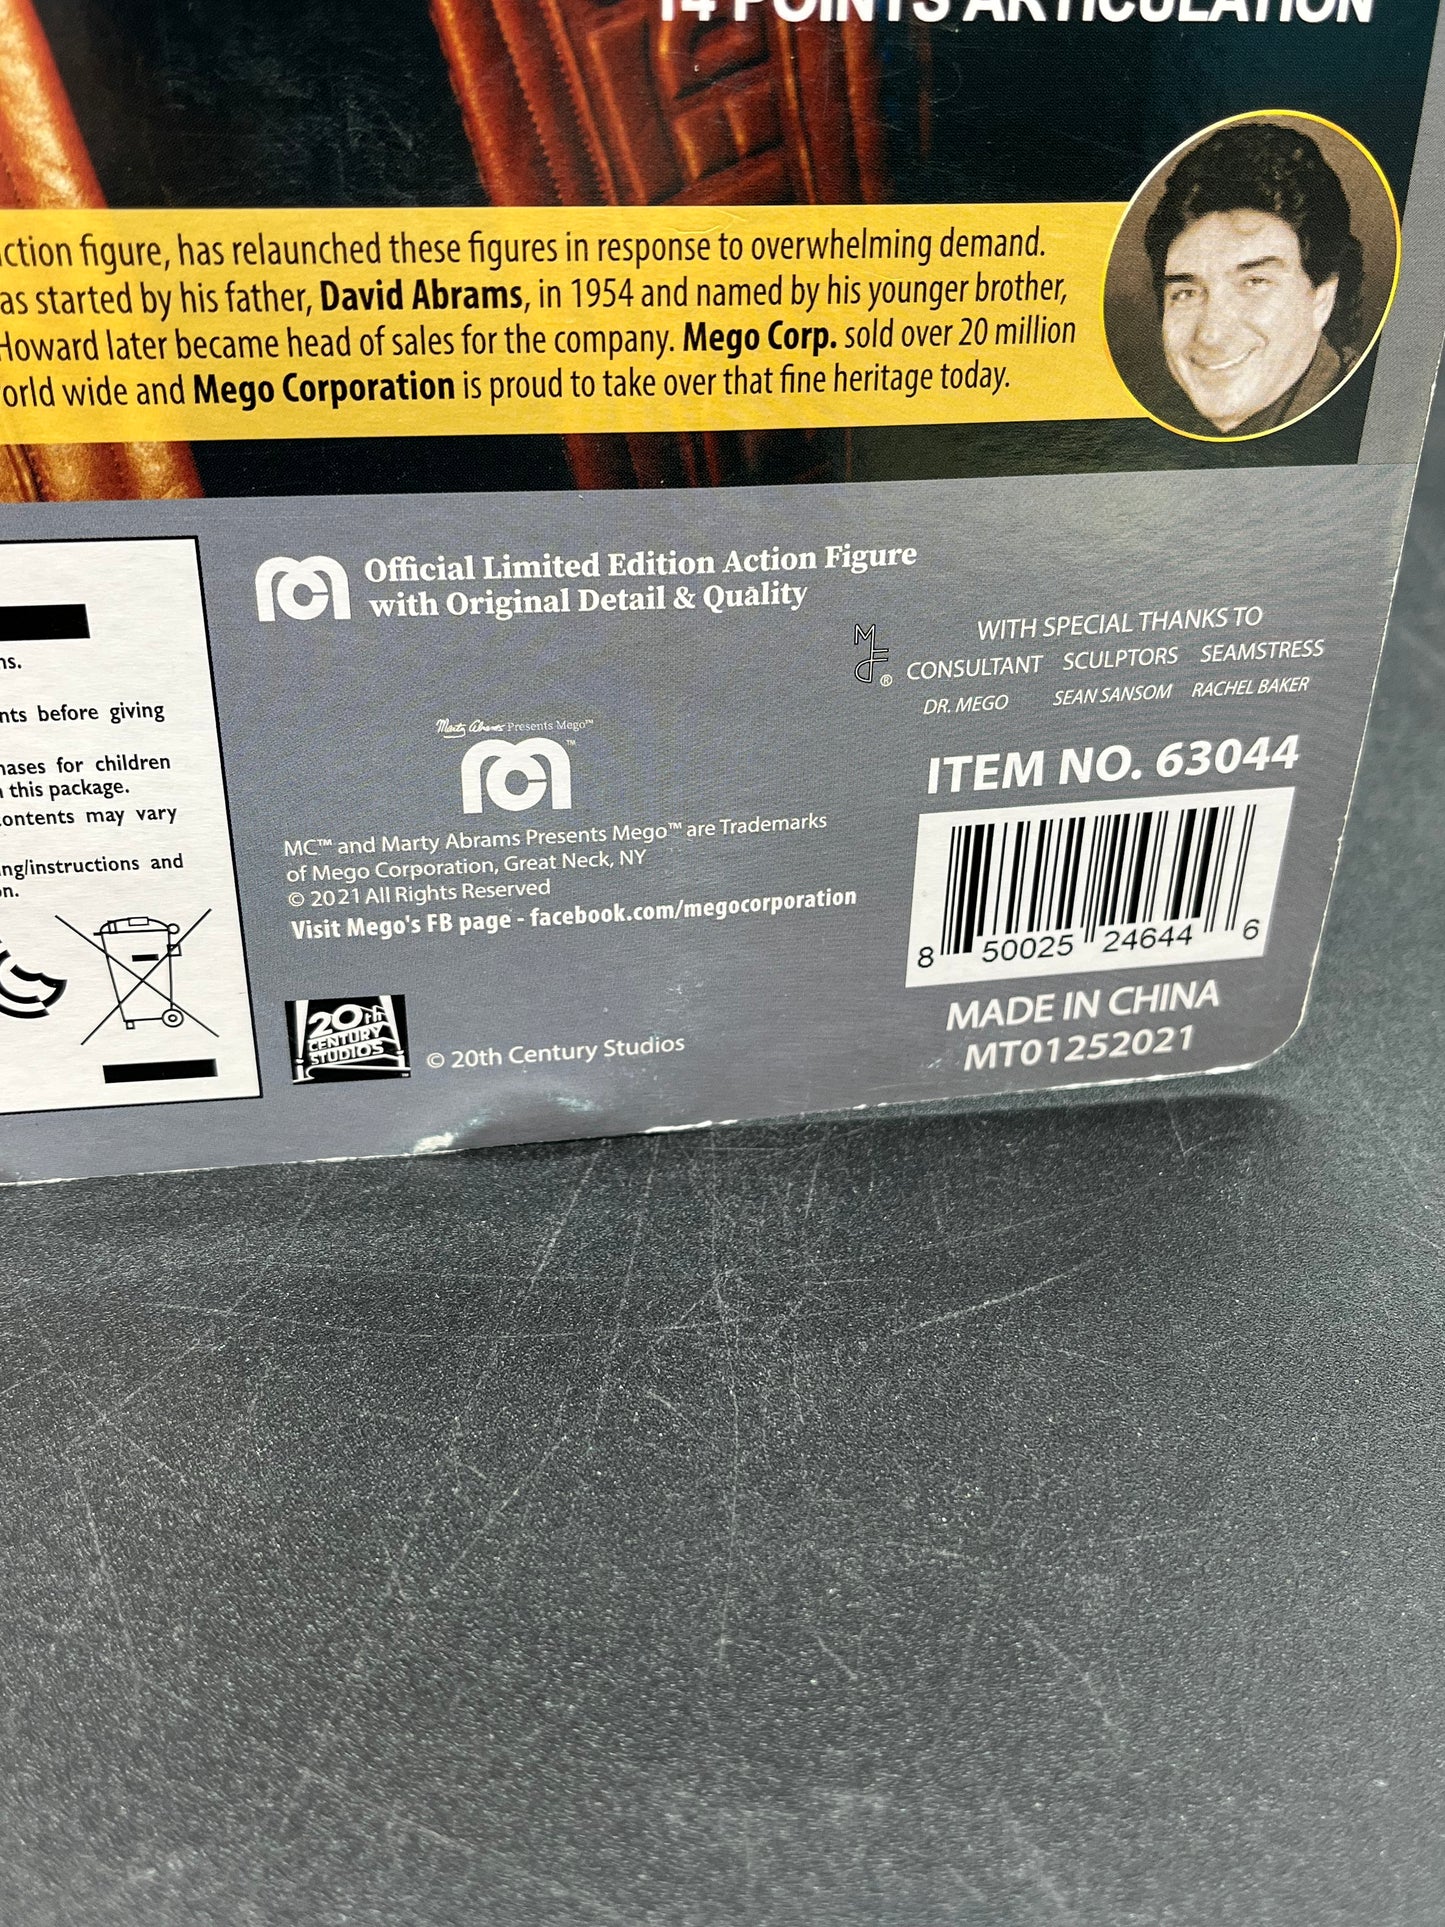 14 POINTS ARTICULATION
ction figure, has relaunched these figures in response to overwhelming demand.
as started by his father, David Abrams, in 1954 and named by his younger brother,
Howard later became head of sales for the company. Mego Corp. sold over 20 million
orld wide and Mego Corporation is proud to take over that fine heritage today.
ns.
nts before giving
hases for children
this package.
ontents may vary
ng/instructions and
on.
Official Limited Edition Action Figure
with Original Detail & Quality
WITH SPECIAL THANKS TO
CONSULTANT SCULPTORS SEAMSTRESS
DR. MEGO SEAN SANSOM RACHEL BAKER
®
Marty Abrams Presents Mego™
™
MC™ and Marty Abrams Presents Mego™ are Trademarks
of Mego Corporation, Great Neck, NY
© 2021 All Rights Reserved
Visit Mego's FB page - facebook.com/megocorporation
ITEM NO. 63044
8 50025 24644 6
MADE IN CHINA
MT01252021
20th
CENTURY
STUDIOS
© 20th Century Studios